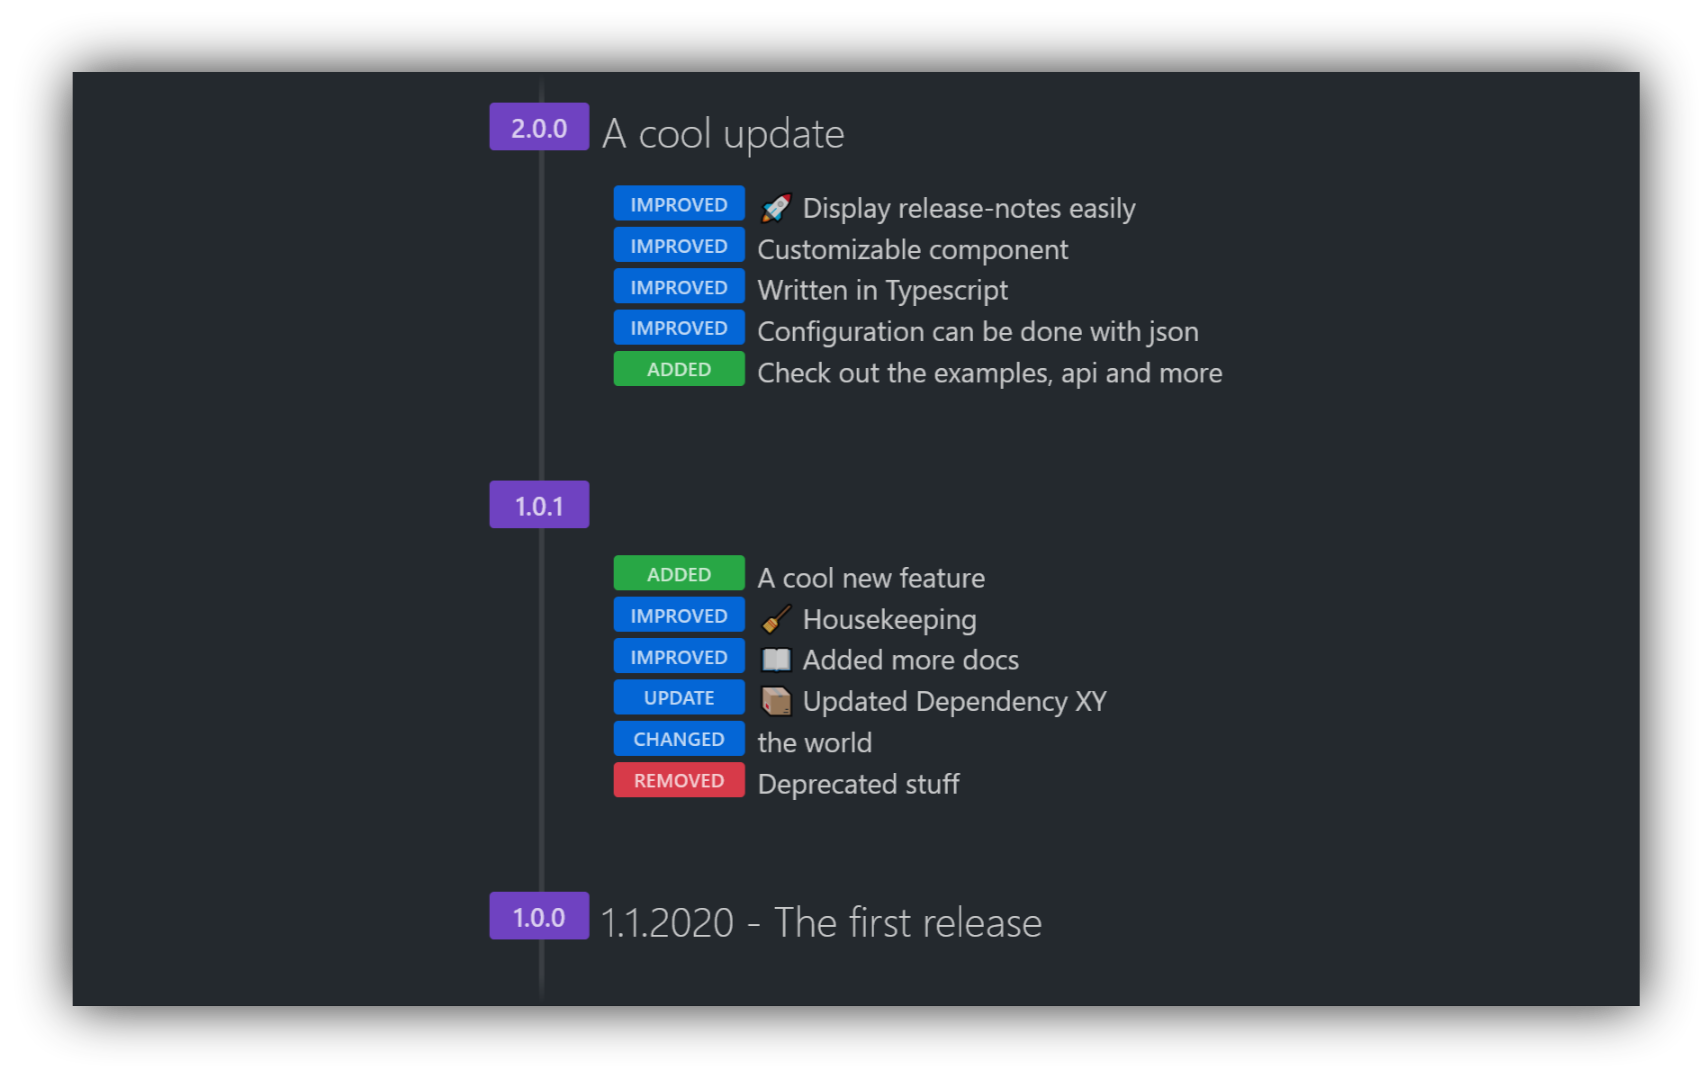 2.0.0 A cool update
IMPROVED 🚀 Display release-notes easily
IMPROVED Customizable component
IMPROVED Written in Typescript
IMPROVED Configuration can be done with json
ADDED Check out the examples, api and more
1.0.1
ADDED A cool new feature
IMPROVED 🧹 Housekeeping
IMPROVED 📖 Added more docs
UPDATE 📦 Updated Dependency XY
CHANGED the world
REMOVED Deprecated stuff
1.0.0 1.1.2020 - The first release